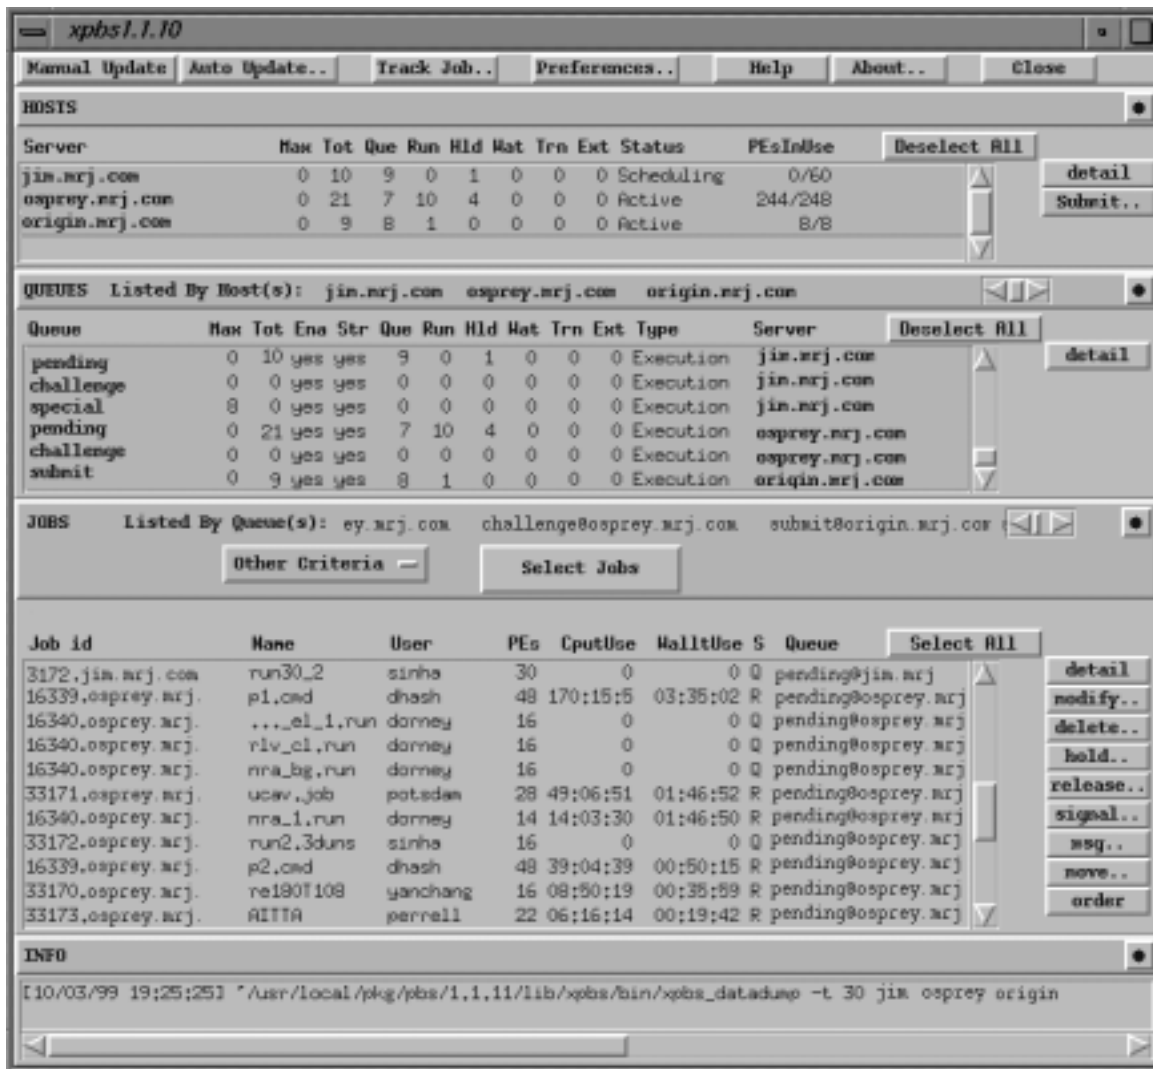 xpbs1.1.10
Manual Update Auto Update.. Track Job.. Preferences.. Help About.. Close
HOSTS
Server Max Tot Que Run Hld Wat Trn Ext Status PEsInUse Deselect All
jim.mrj.com 0 10 9 0 1 0 0 0 Scheduling 0/60 detail
osprey.mrj.com 0 21 7 10 4 0 0 0 Active 244/248 Submit..
origin.mrj.com 0 9 8 1 0 0 0 0 Active 8/8
QUEUES Listed By Host(s): jim.mrj.com osprey.mrj.com origin.mrj.com
Queue Max Tot Ena Str Que Run Hld Wat Trn Ext Type Server Deselect All
pending 0 10 yes yes 9 0 1 0 0 0 Execution jim.mrj.com detail
challenge 0 0 yes yes 0 0 0 0 0 0 Execution jim.mrj.com
special 8 0 yes yes 0 0 0 0 0 0 Execution jim.mrj.com
pending 0 21 yes yes 7 10 4 0 0 0 Execution osprey.mrj.com
challenge 0 0 yes yes 0 0 0 0 0 0 Execution osprey.mrj.com
submit 0 9 yes yes 8 1 0 0 0 0 Execution origin.mrj.com
JOBS Listed By Queue(s): ey.mrj.com challenge@osprey.mrj.com submit@origin.mrj.com
Other Criteria Select Jobs
Job id Name User PEs CputUse WalltUse S Queue Select All
3172.jim.mrj.com run30_2 sinha 30 0 0 Q pending@jim.mrj detail
16339.osprey.mrj. p1.cmd dhash 48 170:15:5 03:35:02 R pending@osprey.mrj modify..
16340.osprey.mrj. ..._el_1.run dorney 16 0 0 Q pending@osprey.mrj delete..
16340.osprey.mrj. rlv_cl.run dorney 16 0 0 Q pending@osprey.mrj
16340.osprey.mrj. nra_bg.run dorney 16 0 0 Q pending@osprey.mrj hold..
33171.osprey.mrj. ucav.job potsdam 28 49:06:51 01:46:52 R pending@osprey.mrj release..
16340.osprey.mrj. nra_1.run dorney 14 14:03:30 01:46:50 R pending@osprey.mrj signal..
33172.osprey.mrj. run2.3duns sinha 16 0 0 Q pending@osprey.mrj msg..
16339.osprey.mrj. p2.cmd dhash 48 39:04:39 00:50:15 R pending@osprey.mrj move..
33170.osprey.mrj. re180T108 yanchang 16 08:50:19 00:35:59 R pending@osprey.mrj order
33173.osprey.mrj. AITTA perrell 22 06:16:14 00:19:42 R pending@osprey.mrj
INFO
[10/03/99 19:25:25] "/usr/local/pkg/pbs/1.1.11/lib/xpbs/bin/xpbs_datadump -t 30 jim osprey origin